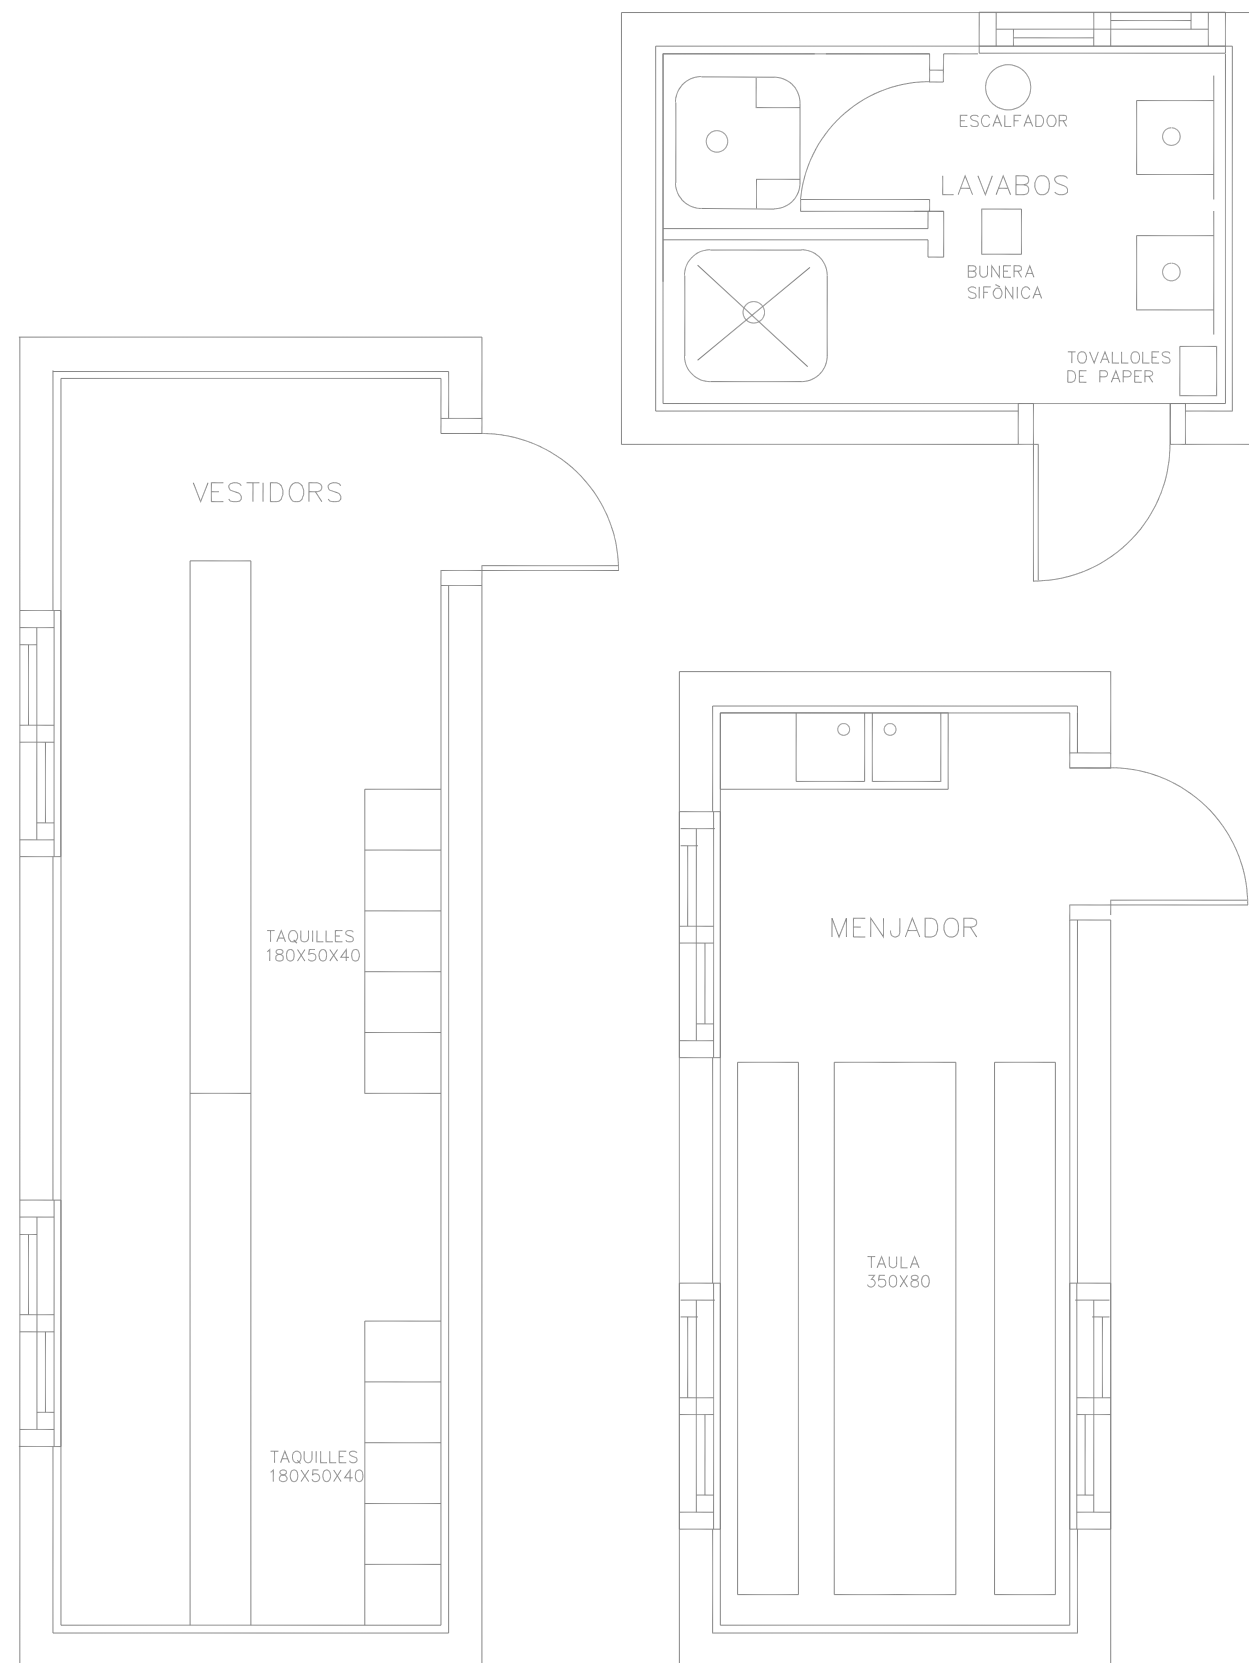 ESCALFADOR
LAVABOS
BUNERA
SIFÒNICA
TOVALLOLES
DE PAPER
VESTIDORS
TAQUILLES
180X50X40
TAQUILLES
180X50X40
MENJADOR
TAULA
350X80